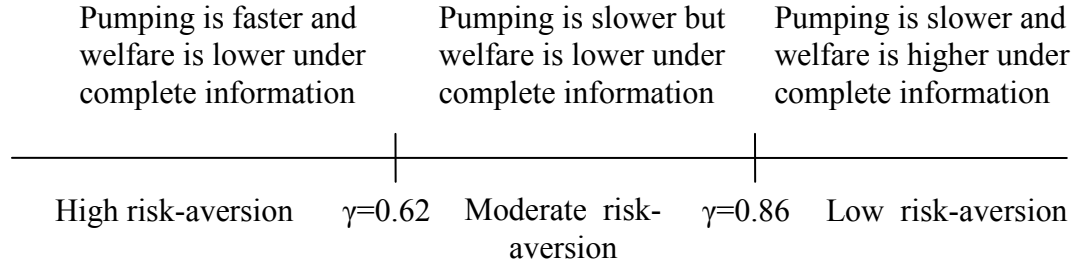 Pumping is faster and
welfare is lower under
complete information
Pumping is slower but
welfare is lower under
complete information
Pumping is slower and
welfare is higher under
complete information
High risk-aversion
γ=0.62
Moderate risk-
aversion
γ=0.86
Low risk-aversion